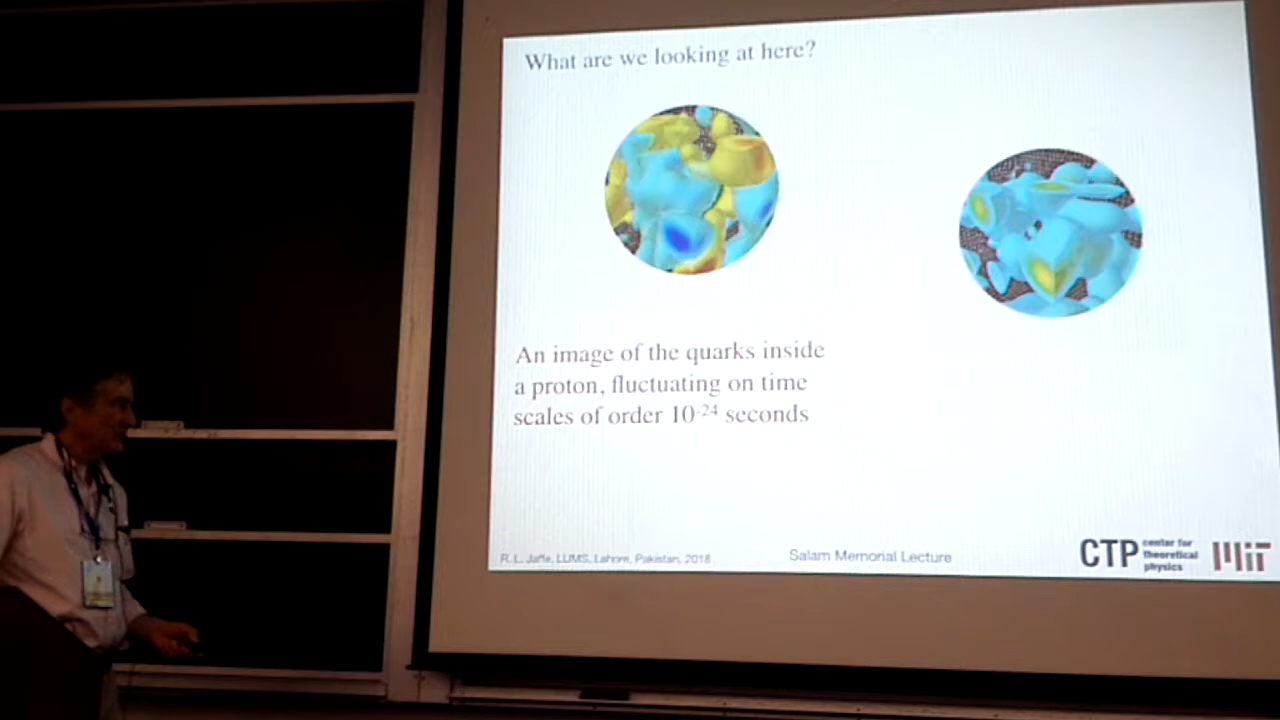 What are we looking at here?
An image of the quarks inside
a proton, fluctuating on time
scales of order 10⁻²⁴ seconds
R. L. Jaffe, LUMS, Lahore, Pakistan, 2018
Salam Memorial Lecture
CTP
center for
theoretical
physics
MIT